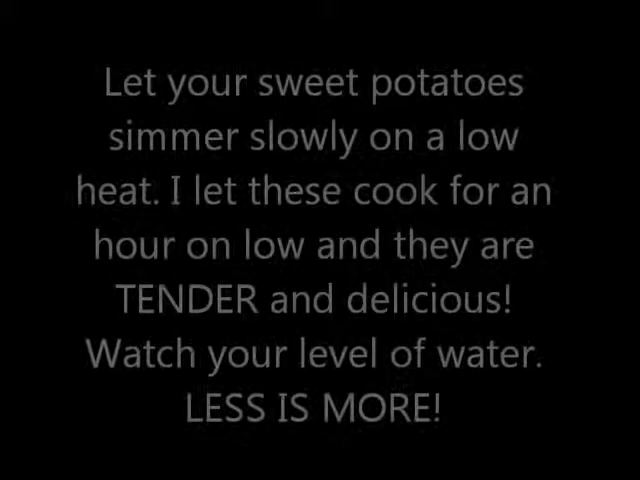 Let your sweet potatoes
simmer slowly on a low
heat. I let these cook for an
hour on low and they are
TENDER and delicious!
Watch your level of water.
LESS IS MORE!